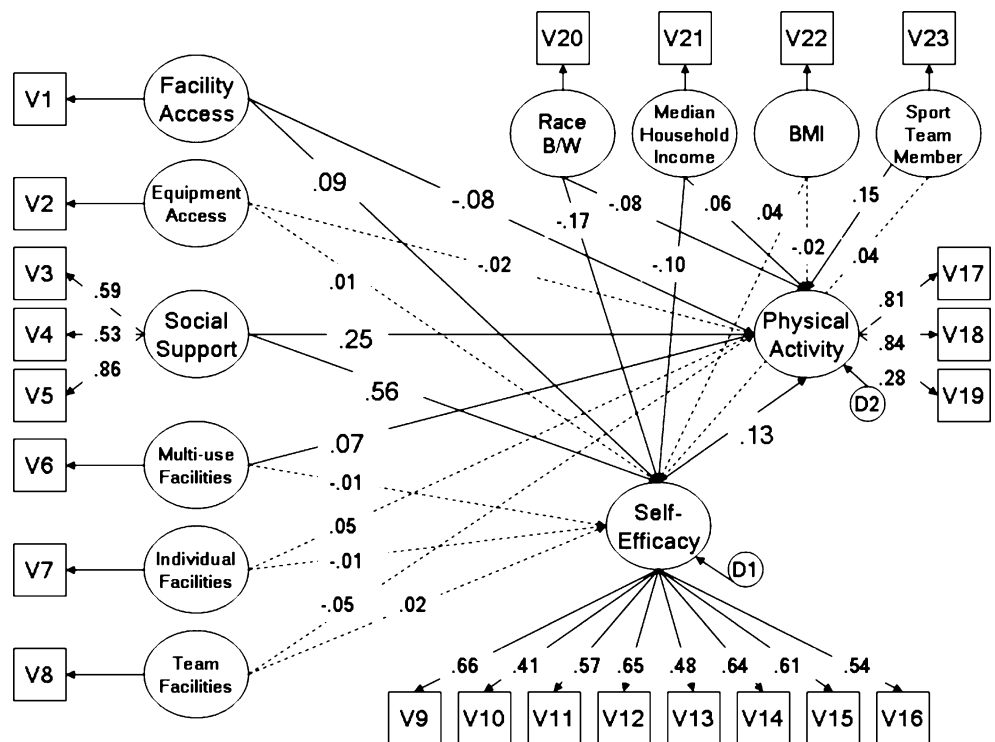 V20 V21 V22 V23
V1
Facility
Access
Race
B/W
Median
Household
Income
BMI
Sport
Team
Member
.09
-.08
-.17
-.08
.06
.04
-.02
.15
.04
V2
Equipment
Access
-.02
.01
-.10
V3
.59
V4
.53
V5
.86
Social
Support
.25
.56
Physical
Activity
.81
V17
.84
V18
.28
V19
D2
.13
V6
Multi-use
Facilities
.07
-.01
Self-
Efficacy
D1
V7
Individual
Facilities
.05
-.01
V8
Team
Facilities
-.05
.02
.66 .41 .57 .65 .48 .64 .61 .54
V9 V10 V11 V12 V13 V14 V15 V16